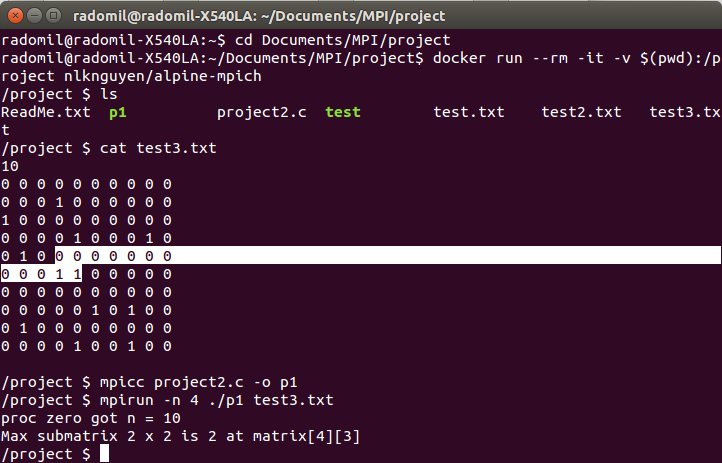 radomil@radomil-X540LA: ~/Documents/MPI/project
radomil@radomil-X540LA:~$ cd Documents/MPI/project
radomil@radomil-X540LA:~/Documents/MPI/project$ docker run --rm -it -v $(pwd):/p
roject nlknguyen/alpine-mpich
/project $ ls
ReadMe.txt p1 project2.c test test.txt test2.txt test3.tx
t
/project $ cat test3.txt
10
0 0 0 0 0 0 0 0 0 0
0 0 0 1 0 0 0 0 0 0
1 0 0 0 0 0 0 0 0 0
0 0 0 0 1 0 0 0 1 0
0 1 0 0 0 0 0 0 0 0
0 0 0 1 1 0 0 0 0 0
0 0 0 0 0 0 0 0 0 0
0 0 0 0 0 1 0 1 0 0
0 1 0 0 0 0 0 0 0 0
0 0 0 0 1 0 0 1 0 0
/project $ mpicc project2.c -o p1
/project $ mpirun -n 4 ./p1 test3.txt
proc zero got n = 10
Max submatrix 2 x 2 is 2 at matrix[4][3]
/project $